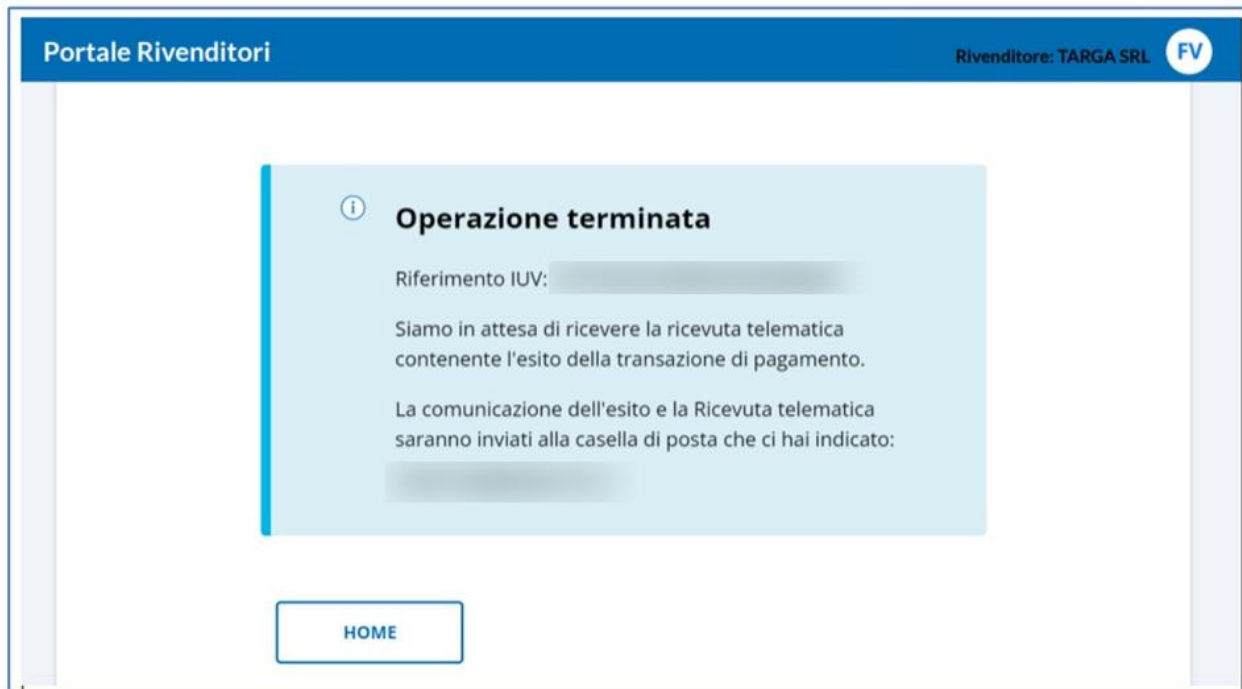 Portale Rivenditori
Rivenditore: TARGA SRL
FV
Operazione terminata
Riferimento IUV:
Siamo in attesa di ricevere la ricevuta telematica
contenente l'esito della transazione di pagamento.
La comunicazione dell'esito e la Ricevuta telematica
saranno inviati alla casella di posta che ci hai indicato:
HOME